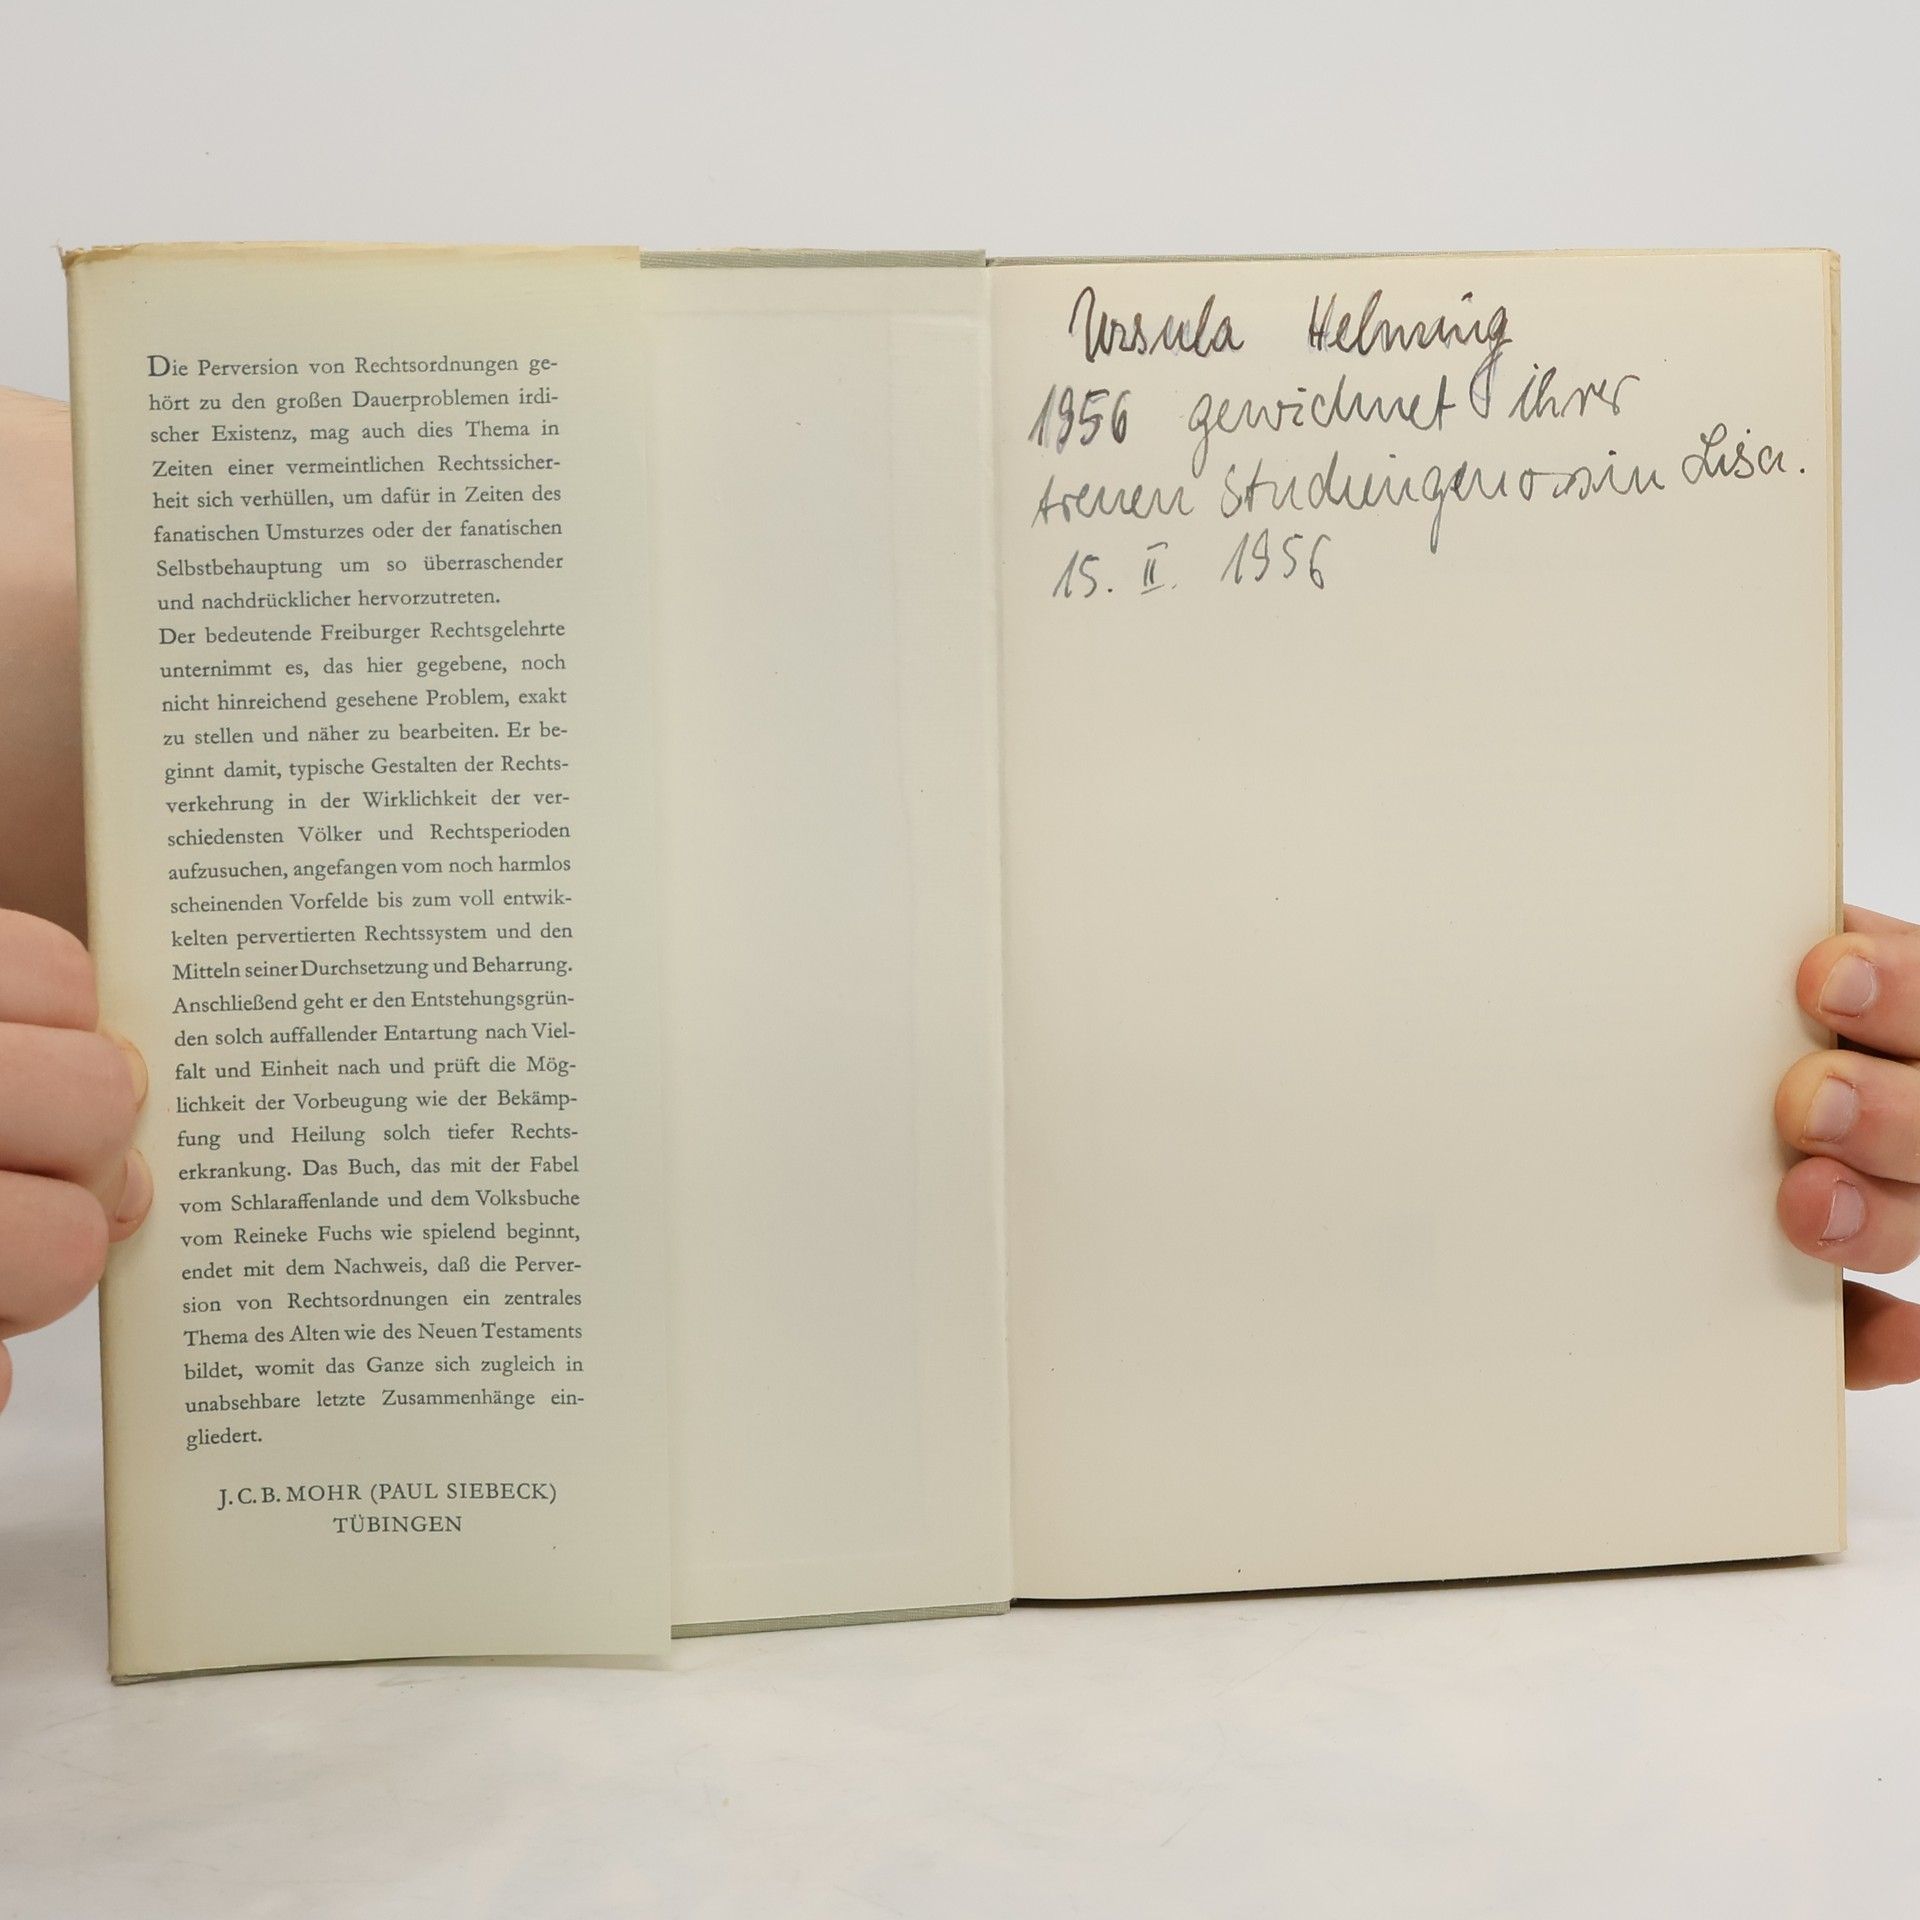 Die Perversion von Rechtsordnungen ge-
hört zu den großen Dauerproblemen irdi-
scher Existenz, mag auch dies Thema in
Zeiten einer vermeintlichen Rechtssicher-
heit sich verhüllen, um dafür in Zeiten des
fanatischen Umsturzes oder der fanatischen
Selbstbehauptung um so überraschender
und nachdrücklicher hervorzutreten.
Der bedeutende Freiburger Rechtsgelehrte
unternimmt es, das hier gegebene, noch
nicht hinreichend gesehene Problem, exakt
zu stellen und näher zu bearbeiten. Er be-
ginnt damit, typische Gestalten der Rechts-
verkehrung in der Wirklichkeit der ver-
schiedensten Völker und Rechtsperioden
aufzusuchen, angefangen vom noch harmlos
scheinenden Vorfelde bis zum voll entwik-
kelten pervertierten Rechtssystem und den
Mitteln seiner Durchsetzung und Beharrung.
Anschließend geht er den Entstehungsgrün-
den solch auffallender Entartung nach Viel-
falt und Einheit nach und prüft die Mög-
lichkeit der Vorbeugung wie der Bekämp-
fung und Heilung solch tiefer Rechts-
erkrankung. Das Buch, das mit der Fabel
vom Schlaraffenlande und dem Volksbuche
vom Reineke Fuchs wie spielend beginnt,
endet mit dem Nachweis, daß die Perver-
sion von Rechtsordnungen ein zentrales
Thema des Alten wie des Neuen Testaments
bildet, womit das Ganze sich zugleich in
unabsehbare letzte Zusammenhänge ein-
gliedert.
J.C.B. MOHR (PAUL SIEBECK)
TÜBINGEN
Ursula Helmig
1956 gewidmet ihrer
treuen Studiengenossin Lisa.
15. II. 1956